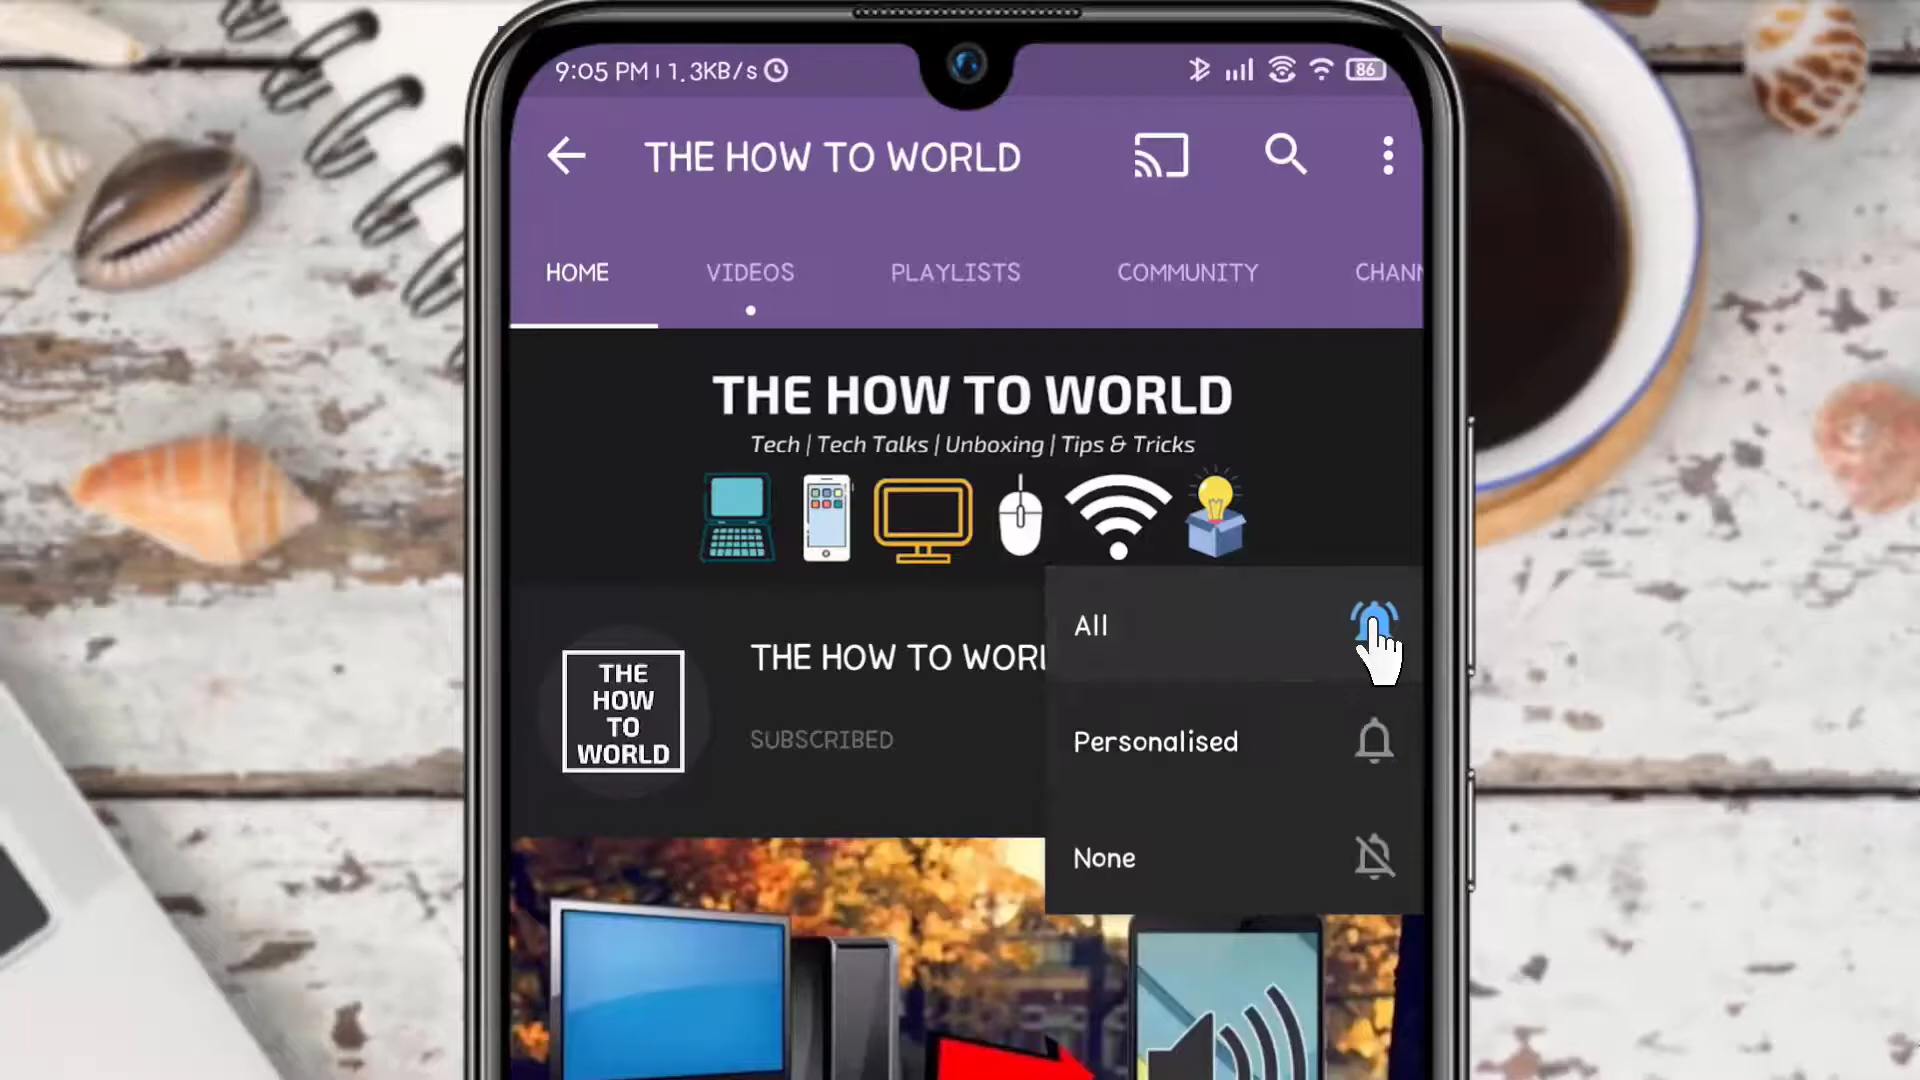 9:05 PM | 1.3KB/s
86
THE HOW TO WORLD
HOME VIDEOS PLAYLISTS COMMUNITY CHANN
THE HOW TO WORLD
Tech | Tech Talks | Unboxing | Tips & Tricks
THE HOW TO WORL
SUBSCRIBED
THE
HOW
TO
WORLD
All
Personalised
None